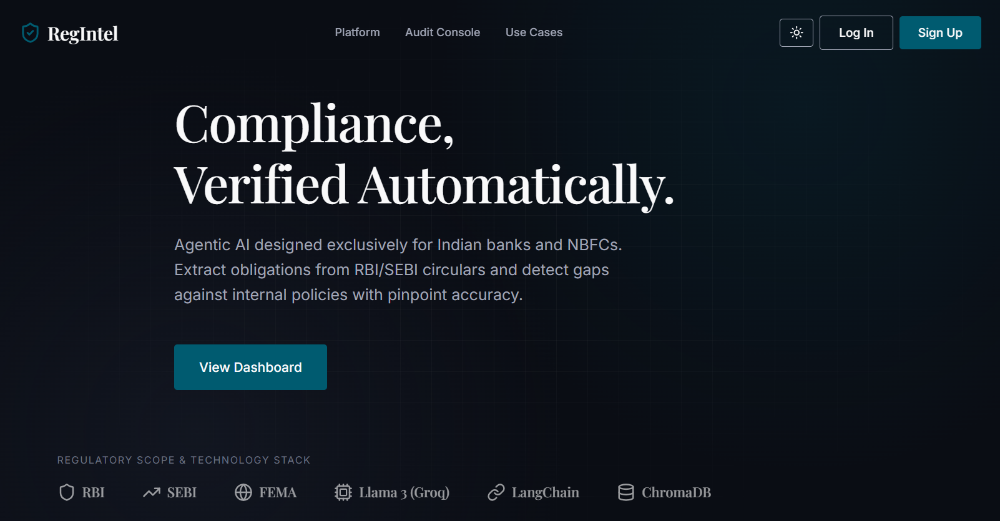 RegIntel
Platform
Audit Console
Use Cases
Log In
Sign Up
Compliance,
Verified Automatically.
Agentic AI designed exclusively for Indian banks and NBFCs.
Extract obligations from RBI/SEBI circulars and detect gaps
against internal policies with pinpoint accuracy.
View Dashboard
REGULATORY SCOPE & TECHNOLOGY STACK
RBI
SEBI
FEMA
Llama 3 (Groq)
LangChain
ChromaDB